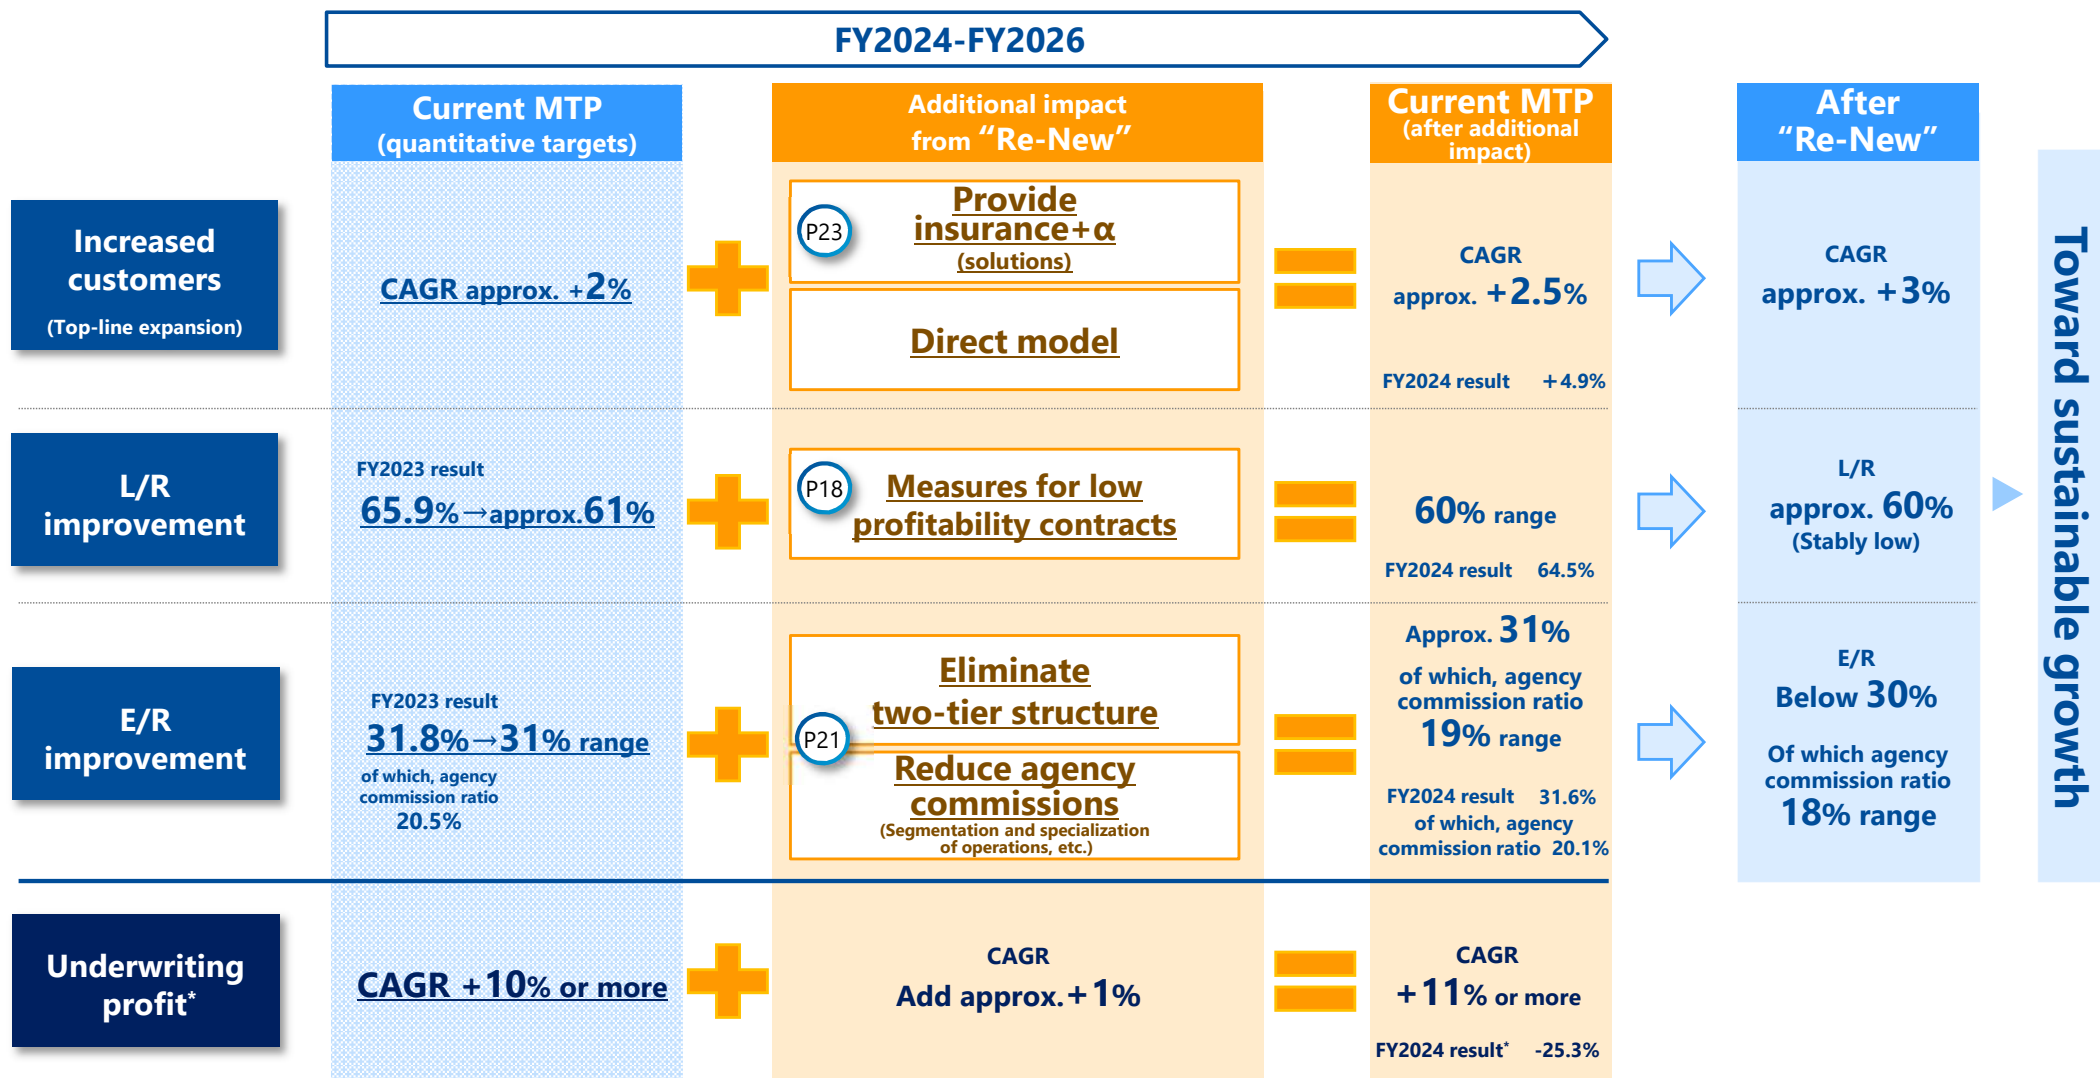 FY2024-FY2026
Current MTP
(quantitative targets)
Additional impact
from “Re-New”
Current MTP
(after additional
impact)
After
“Re-New”
Increased
customers
(Top-line expansion)
CAGR approx. +2%
P23
Provide
insurance+α
(solutions)
Direct model
CAGR
approx. +2.5%
FY2024 result +4.9%
CAGR
approx. +3%
L/R
improvement
FY2023 result
65.9%→approx.61%
P18
Measures for low
profitability contracts
60% range
FY2024 result 64.5%
L/R
approx. 60%
(Stably low)
E/R
improvement
FY2023 result
31.8%→31% range
of which, agency
commission ratio
20.5%
Eliminate
two-tier structure
P21
Reduce agency
commissions
(Segmentation and specialization
of operations, etc.)
Approx. 31%
of which, agency
commission ratio
19% range
FY2024 result 31.6%
of which, agency
commission ratio 20.1%
E/R
Below 30%
Of which agency
commission ratio
18% range
Underwriting
profit*
CAGR +10% or more
CAGR
Add approx.+1%
CAGR
+11% or more
FY2024 result* -25.3%
Toward sustainable growth